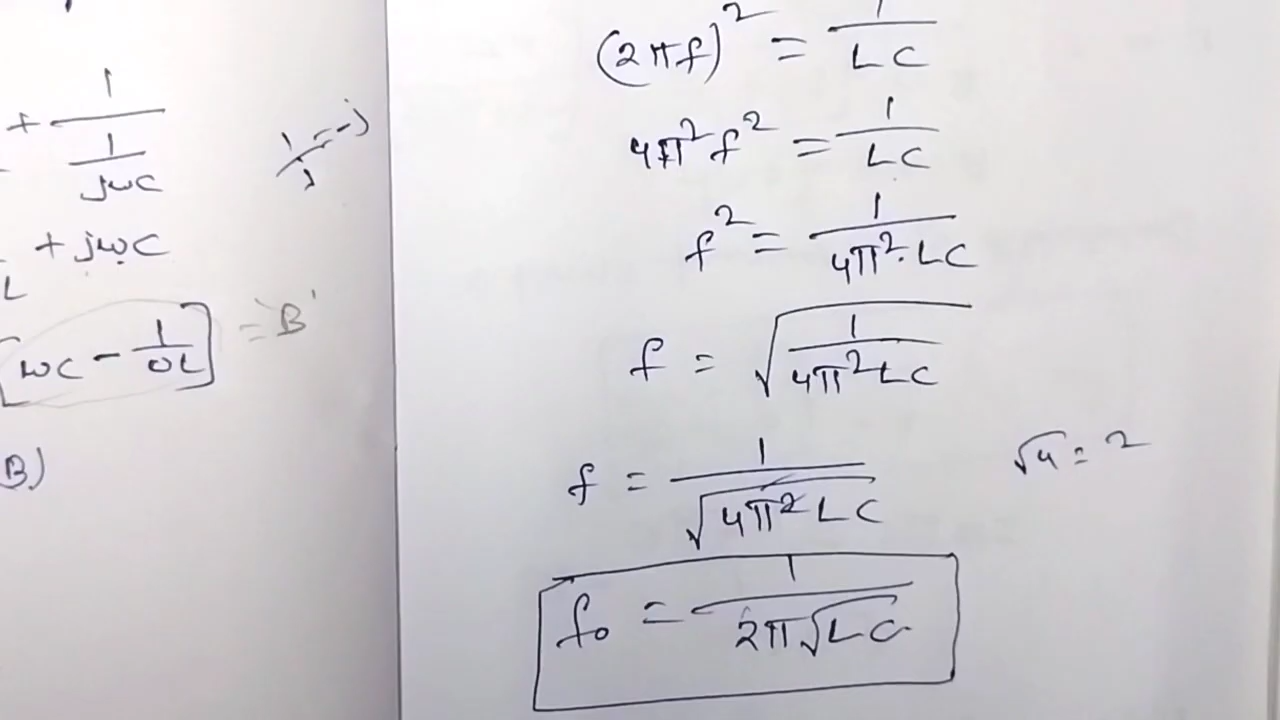 + 1/(1/jωC)
1/j = -j
+ jωC
L
[ωC - 1/ωL] = B
B)
(2πf)² = 1/LC
4π²f² = 1/LC
f² = 1/4π².LC
f = √(1/4π²LC)
f = 1/√(4π²LC)
√4 = 2
f₀ = 1/2π√LC